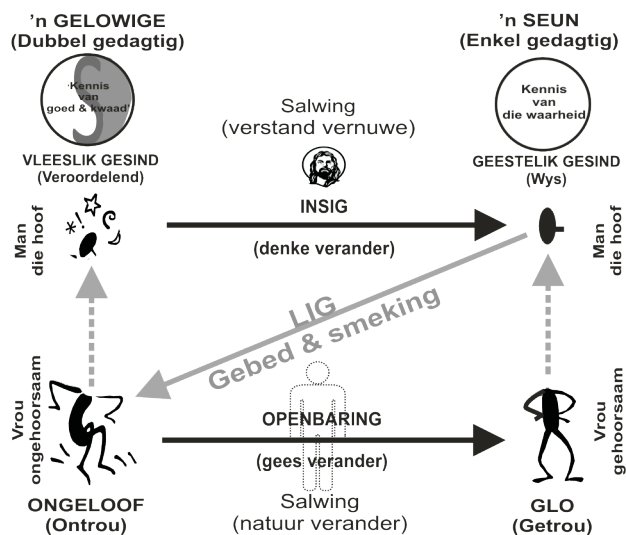 'n GELOWIGE
(Dubbel gedagtig)
'n SEUN
(Enkel gedagtig)
'Kennis
van
goed & kwaad'
Kennis
van
die waarheid
Salwing
(verstand vernuwe)
VLEESLIK GESIND
(Veroordelend)
GEESTELIK GESIND
(Wys)
Man
die hoof
*!
INSIG
(denke verander)
Man
die hoof
LIG
Gebed & smeking
Vrou
ongehoorsaam
OPENBARING
(gees verander)
Vrou
gehoorsaam
ONGELOOF
(Ontrou)
Salwing
(natuur verander)
GLO
(Getrou)